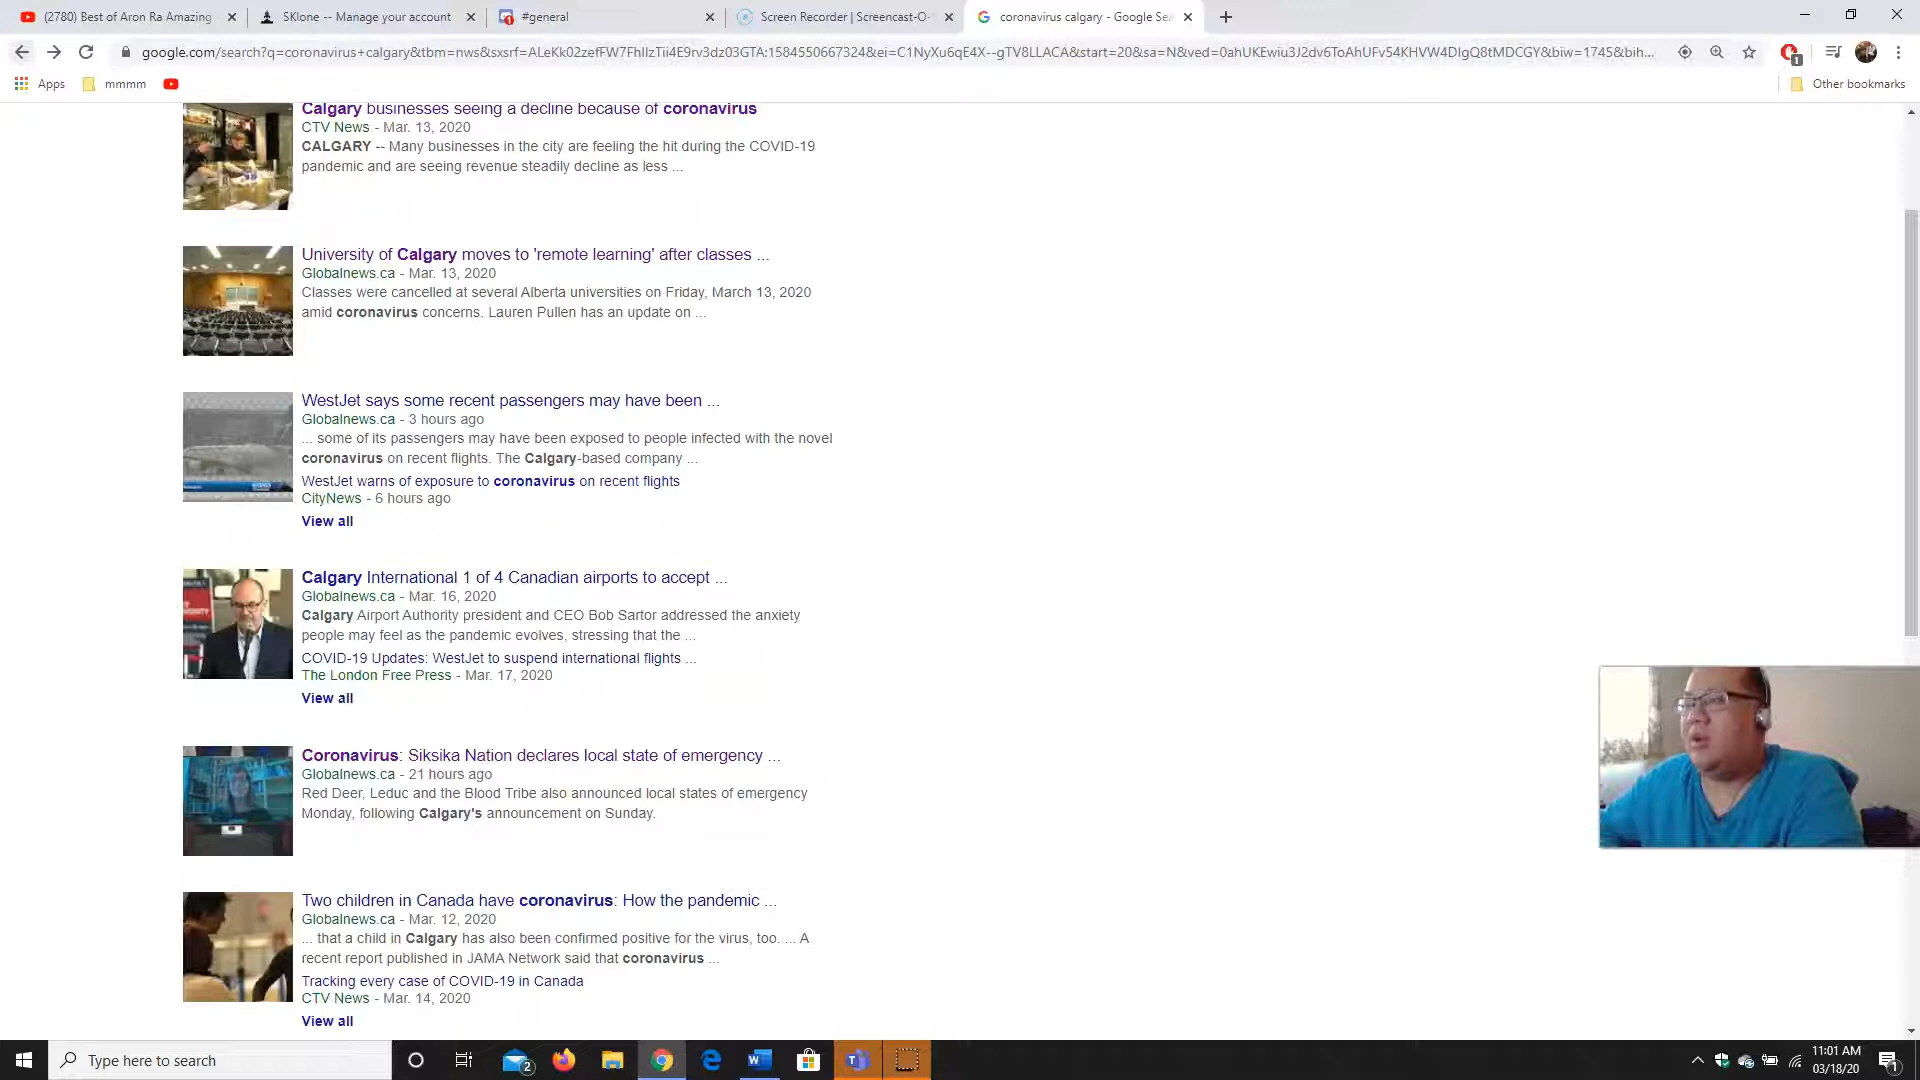 (2780) Best of Aron Ra Amazing
SKlone -- Manage your account
#general
Screen Recorder | Screencast-O-
coronavirus calgary - Google Sea
google.com/search?q=coronavirus+calgary&tbm=nws&sxsrf=ALeKk02zefFW7FhIlzTii4E9rv3dz03GTA:1584550667324&ei=C1NyXu6qE4X--gTV8LLACA&start=20&sa=N&ved=0ahUKEwiu3J2dv6ToAhUFv54KHVW4DIgQ8tMDCGY&biw=1745&bih...
Apps
mmmm
Other bookmarks
Calgary businesses seeing a decline because of coronavirus
CTV News - Mar. 13, 2020
CALGARY -- Many businesses in the city are feeling the hit during the COVID-19
pandemic and are seeing revenue steadily decline as less ...
University of Calgary moves to 'remote learning' after classes ...
Globalnews.ca - Mar. 13, 2020
Classes were cancelled at several Alberta universities on Friday, March 13, 2020
amid coronavirus concerns. Lauren Pullen has an update on ...
WestJet says some recent passengers may have been ...
Globalnews.ca - 3 hours ago
... some of its passengers may have been exposed to people infected with the novel
coronavirus on recent flights. The Calgary-based company ...
WestJet warns of exposure to coronavirus on recent flights
CityNews - 6 hours ago
View all
Calgary International 1 of 4 Canadian airports to accept ...
Globalnews.ca - Mar. 16, 2020
Calgary Airport Authority president and CEO Bob Sartor addressed the anxiety
people may feel as the pandemic evolves, stressing that the ...
COVID-19 Updates: WestJet to suspend international flights ...
The London Free Press - Mar. 17, 2020
View all
Coronavirus: Siksika Nation declares local state of emergency ...
Globalnews.ca - 21 hours ago
Red Deer, Leduc and the Blood Tribe also announced local states of emergency
Monday, following Calgary's announcement on Sunday.
Two children in Canada have coronavirus: How the pandemic ...
Globalnews.ca - Mar. 12, 2020
... that a child in Calgary has also been confirmed positive for the virus, too. ... A
recent report published in JAMA Network said that coronavirus ...
Tracking every case of COVID-19 in Canada
CTV News - Mar. 14, 2020
View all
Type here to search
11:01 AM
03/18/20